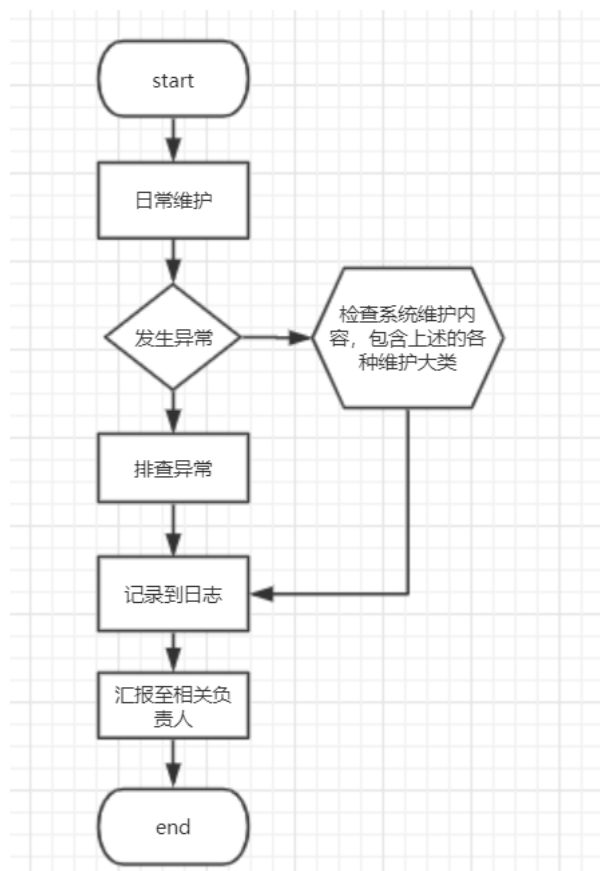 start
日常维护
发生异常
检查系统维护内
容，包含上述的各
种维护大类
排查异常
记录到日志
汇报至相关负
责人
end